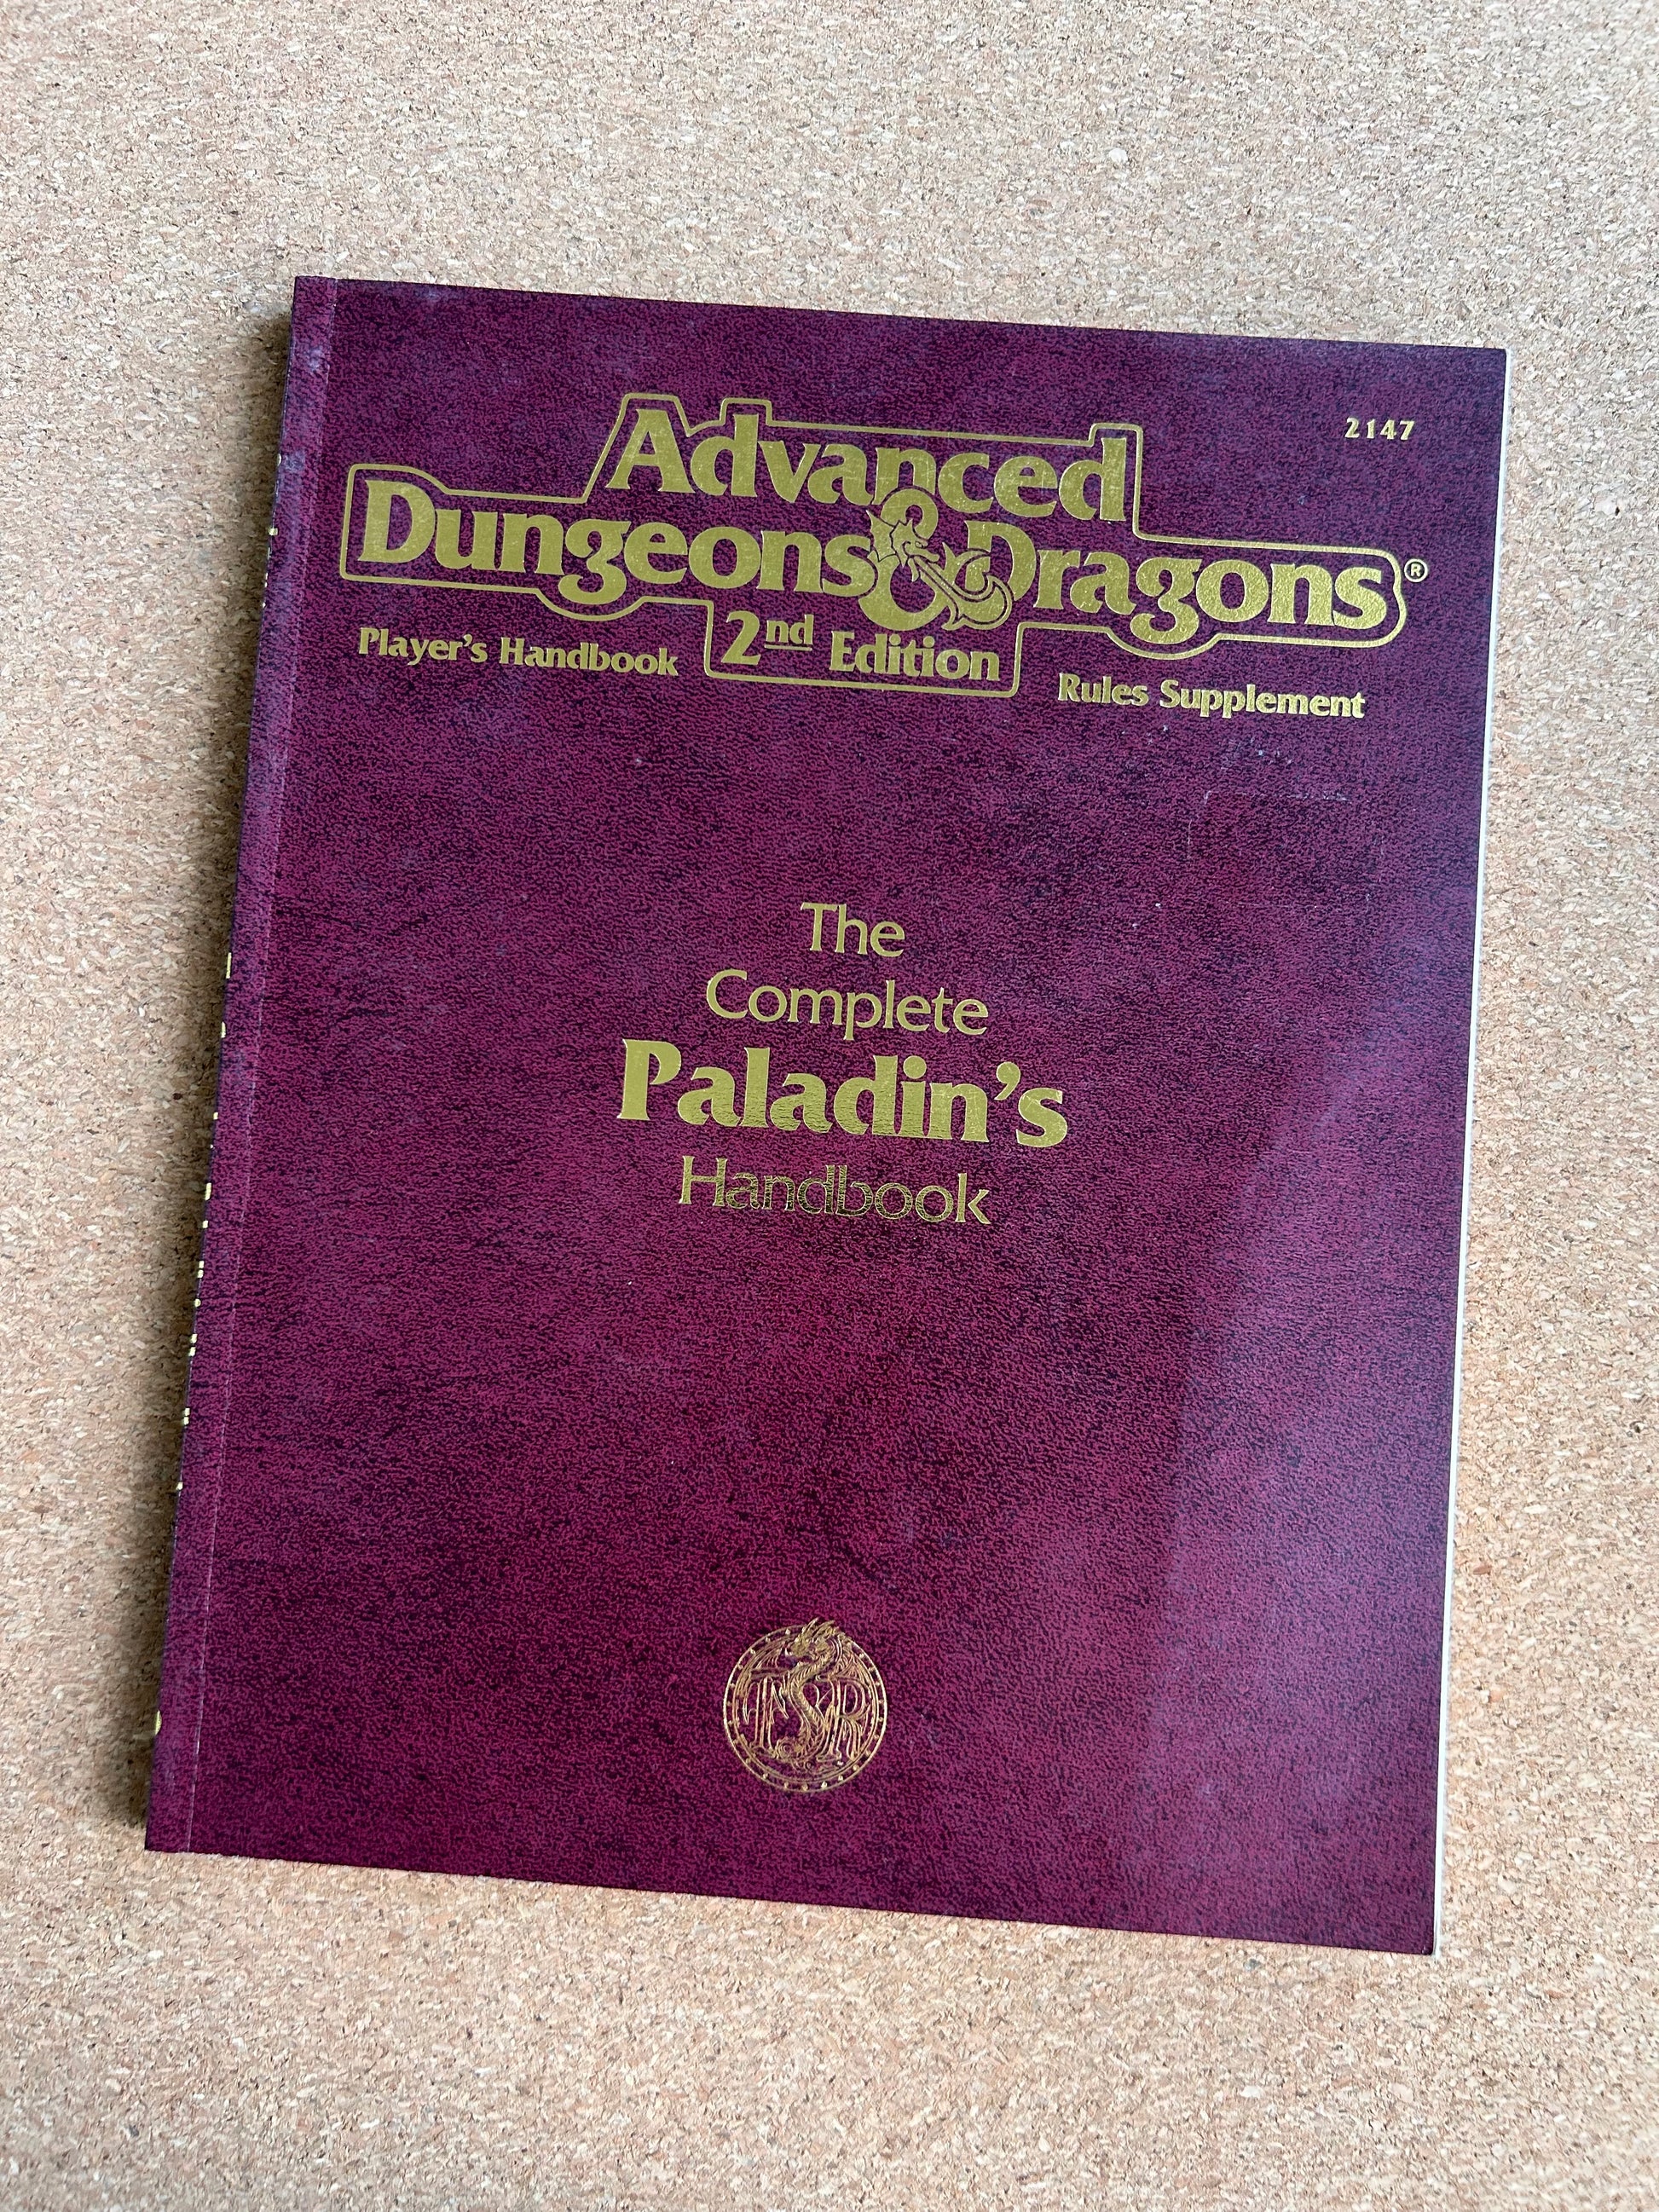 2147
Advanced
Dungeons & Dragons®
2nd Edition
Player's Handbook
Rules Supplement
The
Complete
Paladin's
Handbook
TSR